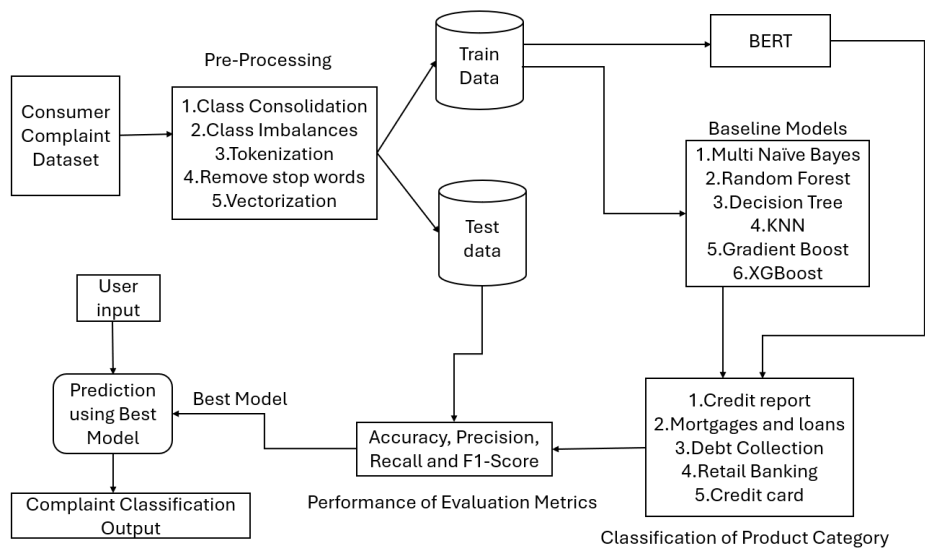 Pre-Processing
Consumer
Complaint
Dataset
1.Class Consolidation
2.Class Imbalances
3.Tokenization
4.Remove stop words
5.Vectorization
Train
Data
Test
data
BERT
Baseline Models
1.Multi Naïve Bayes
2.Random Forest
3.Decision Tree
4.KNN
5.Gradient Boost
6.XGBoost
User
input
Prediction
using Best
Model
Best Model
Complaint Classification
Output
Accuracy, Precision,
Recall and F1-Score
Performance of Evaluation Metrics
1.Credit report
2.Mortgages and loans
3.Debt Collection
4.Retail Banking
5.Credit card
Classification of Product Category